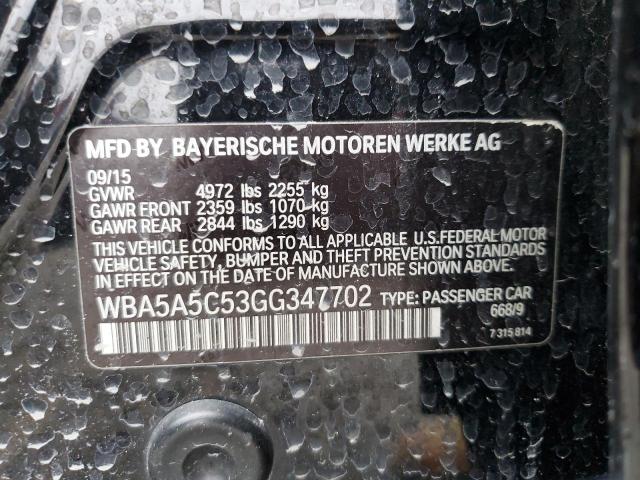 MFD BY BAYERISCHE MOTOREN WERKE AG
09/15
GVWR 4972 lbs 2255 kg
GAWR FRONT 2359 lbs 1070 kg
GAWR REAR 2844 lbs 1290 kg
THIS VEHICLE CONFORMS TO ALL APPLICABLE U.S.FEDERAL MOTOR
VEHICLE SAFETY, BUMPER AND THEFT PREVENTION STANDARDS
IN EFFECT ON THE DATE OF MANUFACTURE SHOWN ABOVE.
WBA5A5C53GG347702 TYPE: PASSENGER CAR
668/9
7 315 814